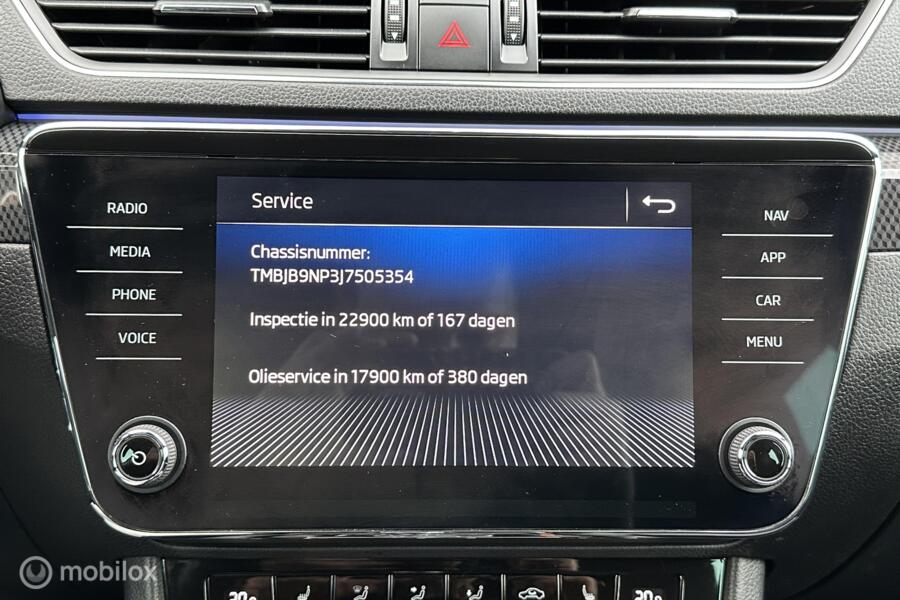 Service
Chassisnummer:
TMBJB9NP3J7505354
Inspectie in 22900 km of 167 dagen
Olieservice in 17900 km of 380 dagen
RADIO
MEDIA
PHONE
VOICE
NAV
APP
CAR
MENU
mobilox